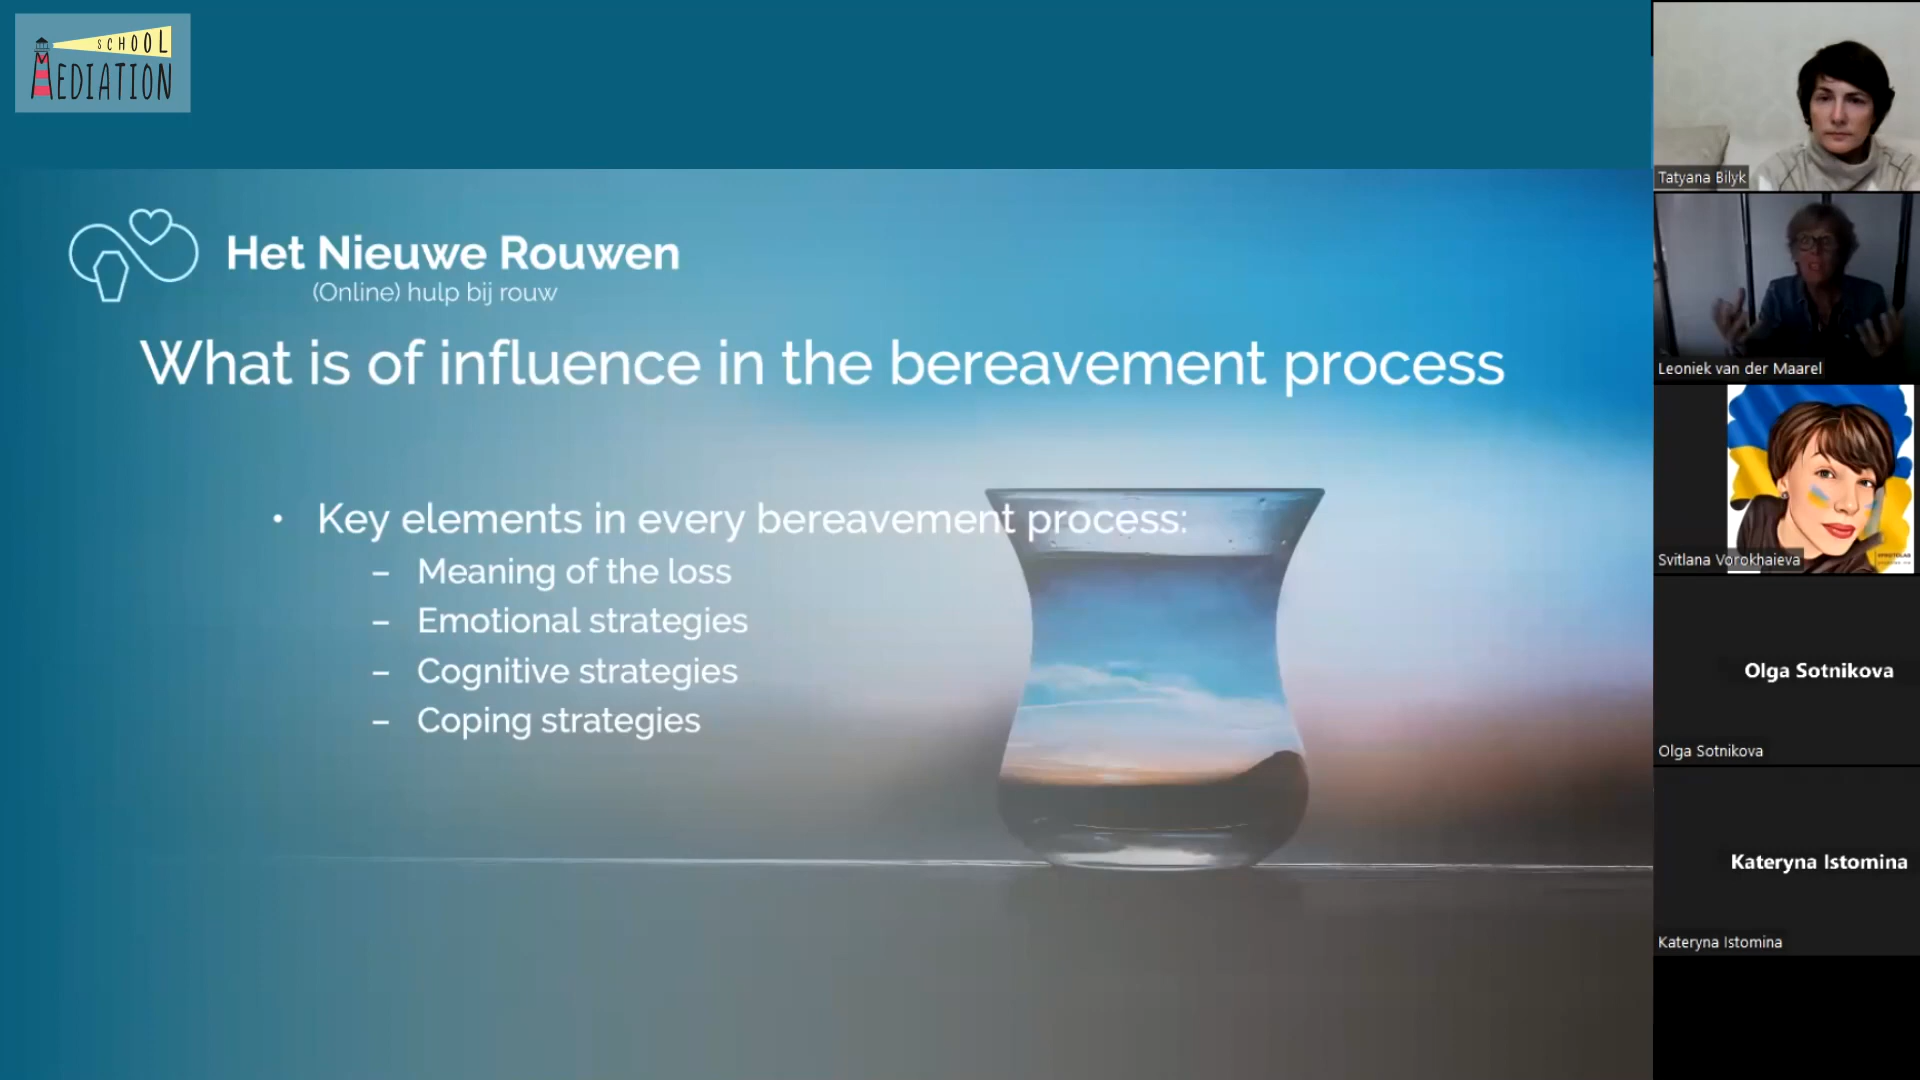 SCHOOL
MEDIATION
Het Nieuwe Rouwen
(Online) hulp bij rouw
What is of influence in the bereavement process
• Key elements in every bereavement process:
– Meaning of the loss
– Emotional strategies
– Cognitive strategies
– Coping strategies
Tatyana Bilyk
Leoniek van der Maarel
Svitlana Vorokhaieva
Olga Sotnikova
Olga Sotnikova
Kateryna Istomina
Kateryna Istomina